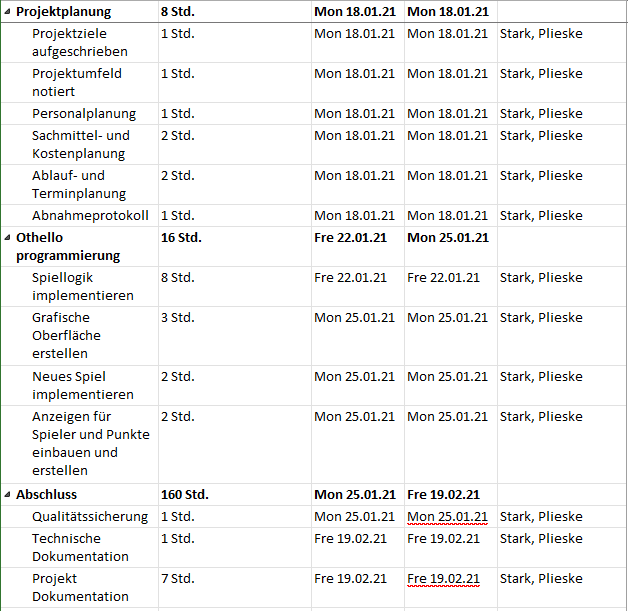 Projektplanung 8 Std. Mon 18.01.21 Mon 18.01.21
Projektziele 1 Std. Mon 18.01.21 Mon 18.01.21 Stark, Plieske
aufgeschrieben
Projektumfeld 1 Std. Mon 18.01.21 Mon 18.01.21 Stark, Plieske
notiert
Personalplanung 1 Std. Mon 18.01.21 Mon 18.01.21 Stark, Plieske
Sachmittel- und 2 Std. Mon 18.01.21 Mon 18.01.21 Stark, Plieske
Kostenplanung
Ablauf- und 2 Std. Mon 18.01.21 Mon 18.01.21 Stark, Plieske
Terminplanung
Abnahmeprotokoll 1 Std. Mon 18.01.21 Mon 18.01.21 Stark, Plieske
Othello 16 Std. Fre 22.01.21 Mon 25.01.21
programmierung
Spiellogik 8 Std. Fre 22.01.21 Fre 22.01.21 Stark, Plieske
implementieren
Grafische 3 Std. Mon 25.01.21 Mon 25.01.21 Stark, Plieske
Oberfläche
erstellen
Neues Spiel 2 Std. Mon 25.01.21 Mon 25.01.21 Stark, Plieske
implementieren
Anzeigen für 2 Std. Mon 25.01.21 Mon 25.01.21 Stark, Plieske
Spieler und Punkte
einbauen und
erstellen
Abschluss 160 Std. Mon 25.01.21 Fre 19.02.21
Qualitätssicherung 1 Std. Mon 25.01.21 Mon 25.01.21 Stark, Plieske
Technische 1 Std. Fre 19.02.21 Fre 19.02.21 Stark, Plieske
Dokumentation
Projekt 7 Std. Fre 19.02.21 Fre 19.02.21 Stark, Plieske
Dokumentation